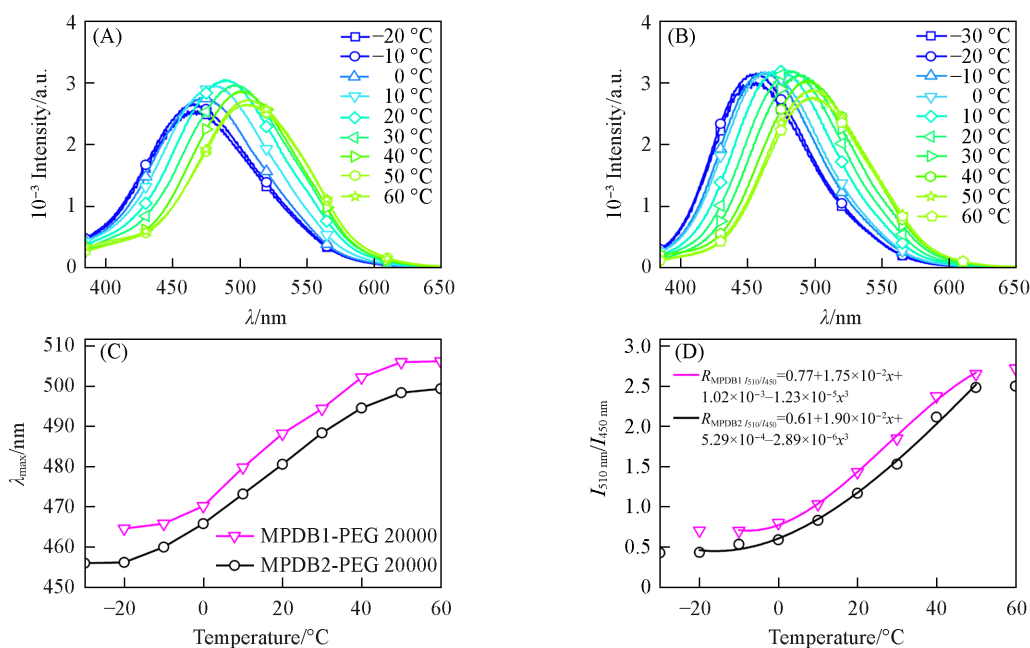 (A)
10⁻³ Intensity/a.u.
4
3
2
1
0
−20 °C
−10 °C
0 °C
10 °C
20 °C
30 °C
40 °C
50 °C
60 °C
400 450 500 550 600 650
λ/nm
(B)
10⁻³ Intensity/a.u.
4
3
2
1
0
−30 °C
−20 °C
−10 °C
0 °C
10 °C
20 °C
30 °C
40 °C
50 °C
60 °C
400 450 500 550 600 650
λ/nm
(C)
λmax/nm
510
500
490
480
470
460
450
MPDB1-PEG 20000
MPDB2-PEG 20000
−20 0 20 40 60
Temperature/°C
(D)
I510 nm/I450 nm
3.0
2.5
2.0
1.5
1.0
0.5
0
RMPDB1 I510/I450=0.77+1.75×10⁻²x+
1.02×10⁻³−1.23×10⁻⁵x³
RMPDB2 I510/I450=0.61+1.90×10⁻²x+
5.29×10⁻⁴−2.89×10⁻⁶x³
−20 0 20 40 60
Temperature/°C